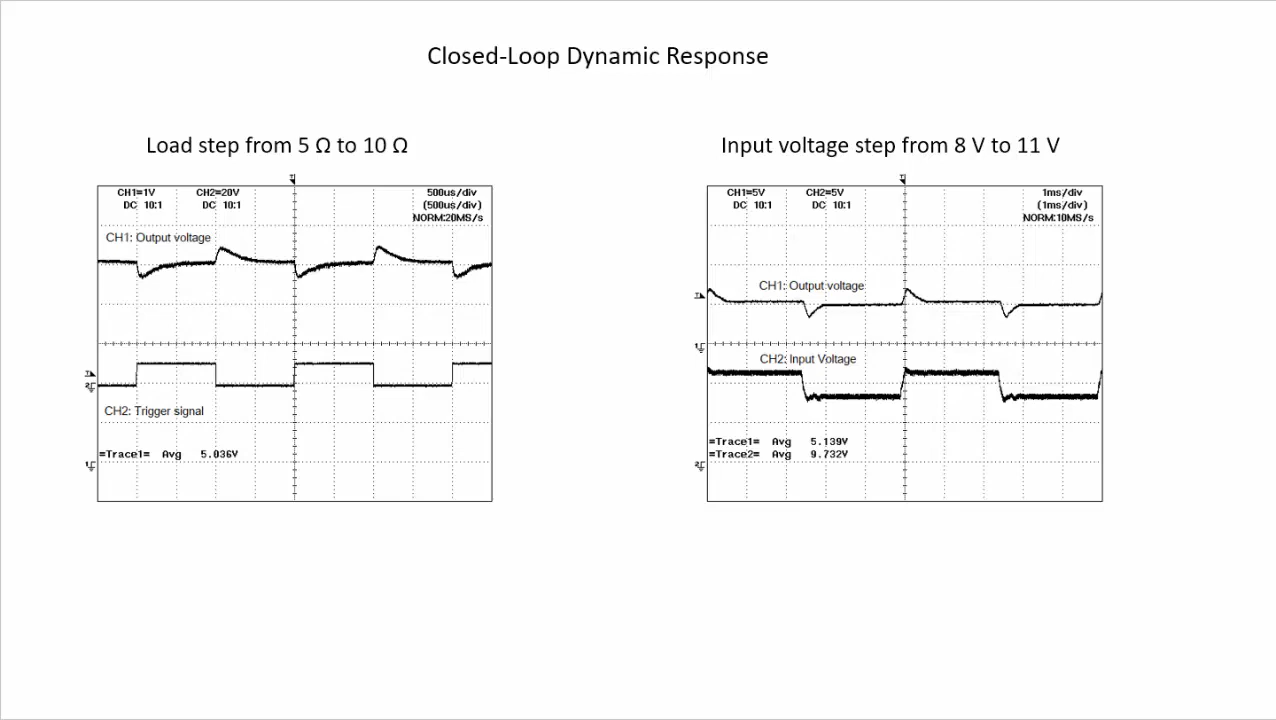 Closed-Loop Dynamic Response
Load step from 5 Ω to 10 Ω
CH1=1V CH2=20V 500us/div
DC 10:1 DC 10:1 (500us/div)
NORM:20MS/s
CH1: Output voltage
CH2: Trigger signal
=Trace1= Avg 5.036V
Input voltage step from 8 V to 11 V
CH1=5V CH2=5V 1ms/div
DC 10:1 DC 10:1 (1ms/div)
NORM:10MS/s
CH1: Output voltage
CH2: Input Voltage
=Trace1= Avg 5.139V
=Trace2= Avg 9.732V